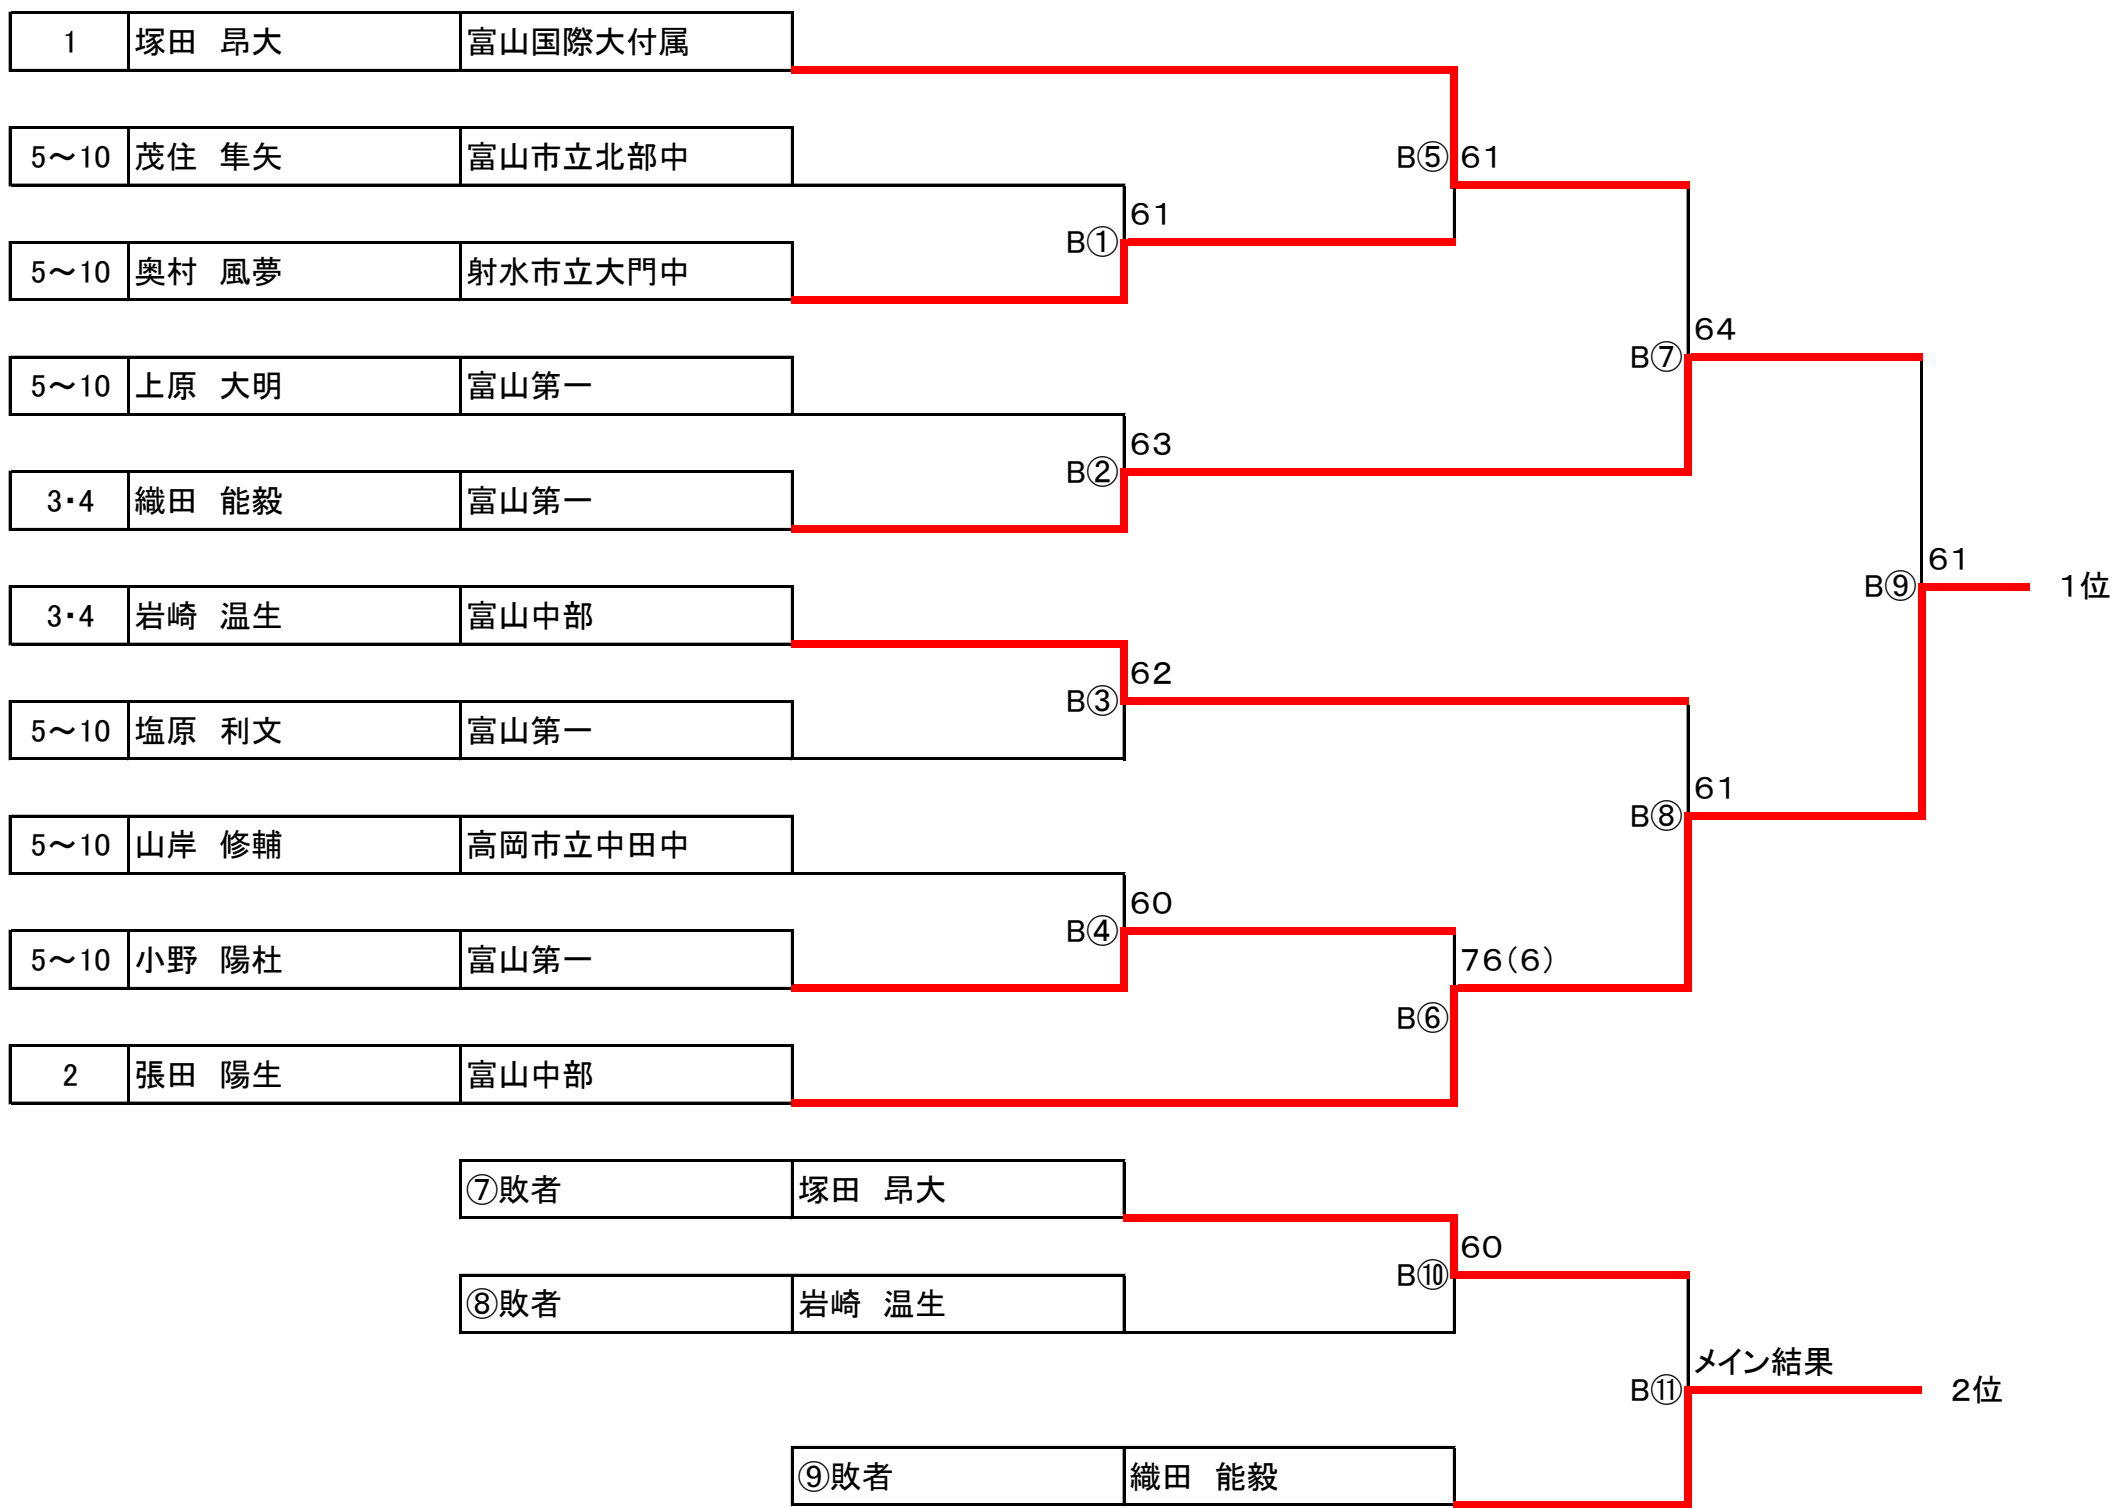 1 塚田 昂大 富山国際大付属
5～10 茂住 隼矢 富山市立北部中
B⑤ 61
61
B①
5～10 奥村 風夢 射水市立大門中
64
B⑦
5～10 上原 大明 富山第一
63
B②
3・4 織田 能毅 富山第一
61
B⑨ 1位
3・4 岩崎 温生 富山中部
62
B③
5～10 塩原 利文 富山第一
61
B⑧
5～10 山岸 修輔 高岡市立中田中
60
B④
5～10 小野 陽杜 富山第一
76(6)
B⑥
2 張田 陽生 富山中部
⑦敗者 塚田 昂大
60
B⑩
⑧敗者 岩崎 温生
メイン結果
B⑪ 2位
⑨敗者 織田 能毅